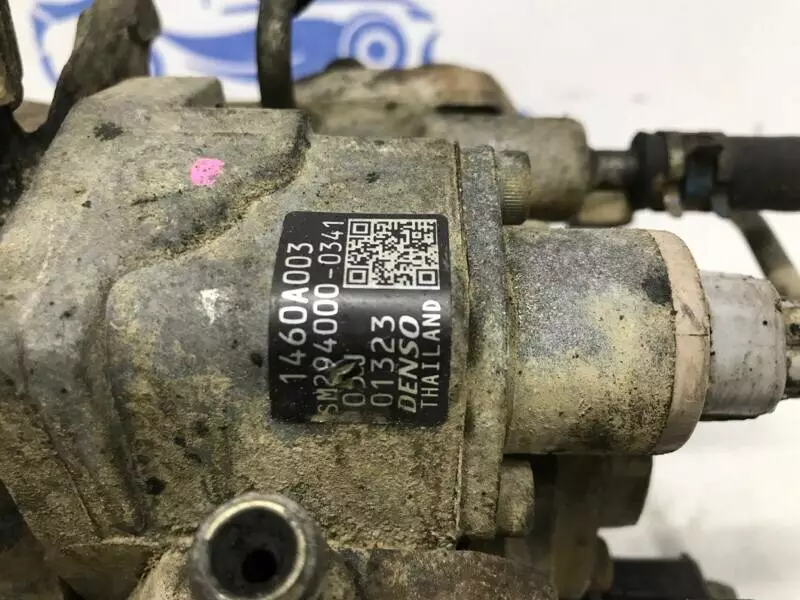 1460A003
SM294000-0341
01323
DENSO
THAILAND